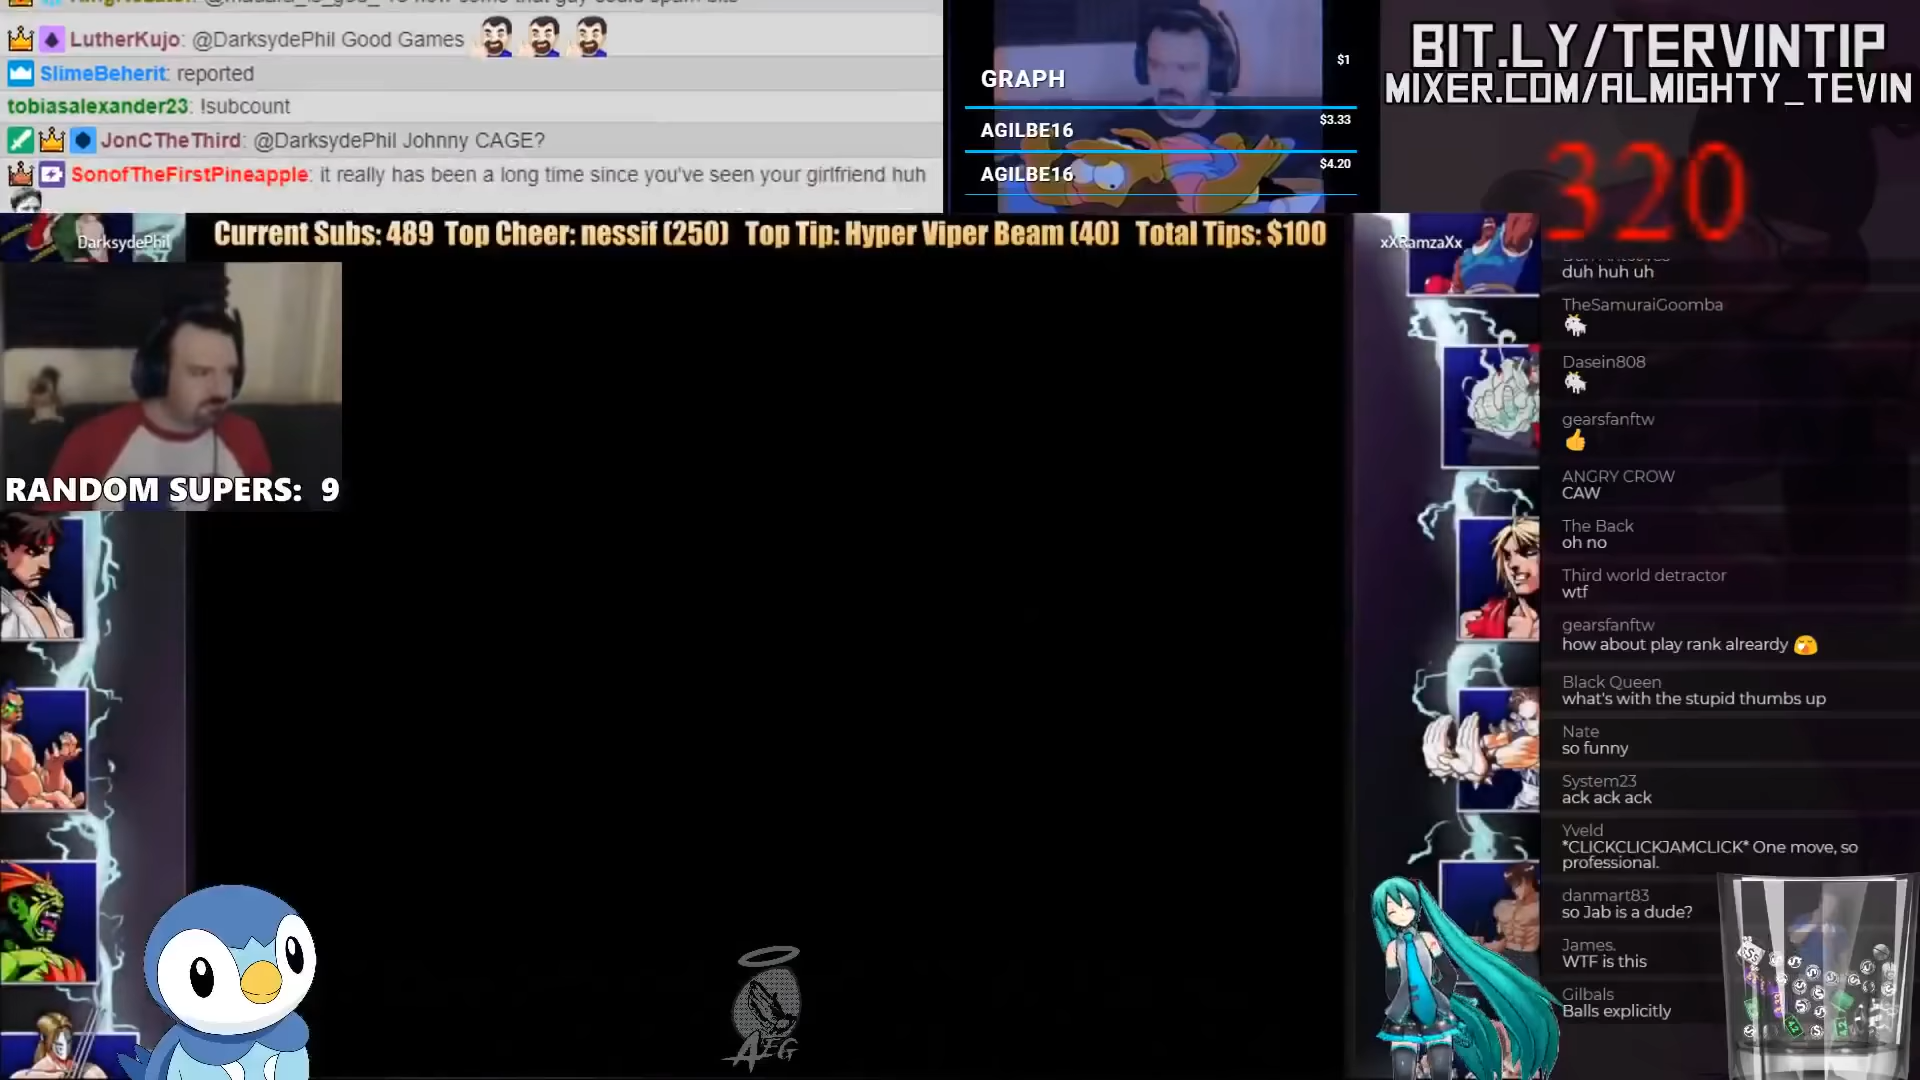 LutherKujo: @DarksydePhil Good Games
SlimeBeherit: reported
tobiasalexander23: !subcount
JonCTheThird: @DarksydePhil Johnny CAGE?
SonofTheFirstPineapple: it really has been a long time since you've seen your girlfriend huh
GRAPH
$1
AGILBE16
$3.33
AGILBE16
$4.20
BIT.LY/TERVINTIP
MIXER.COM/ALMIGHTY_TEVIN
320
DarksydePhil
Current Subs: 489 Top Cheer: nessif (250) Top Tip: Hyper Viper Beam (40) Total Tips: $100
xXRamzaXx
RANDOM SUPERS: 9
duh huh uh
TheSamuraiGoomba
Dasein808
gearsfanftw
ANGRY CROW
CAW
The Back
oh no
Third world detractor
wtf
gearsfanftw
how about play rank alreardy
Black Queen
what's with the stupid thumbs up
Nate
so funny
System23
ack ack ack
Yveld
*CLICKCLICKJAMCLICK* One move, so
professional.
danmart83
so Jab is a dude?
James.
WTF is this
Gilbals
Balls explicitly
AEG